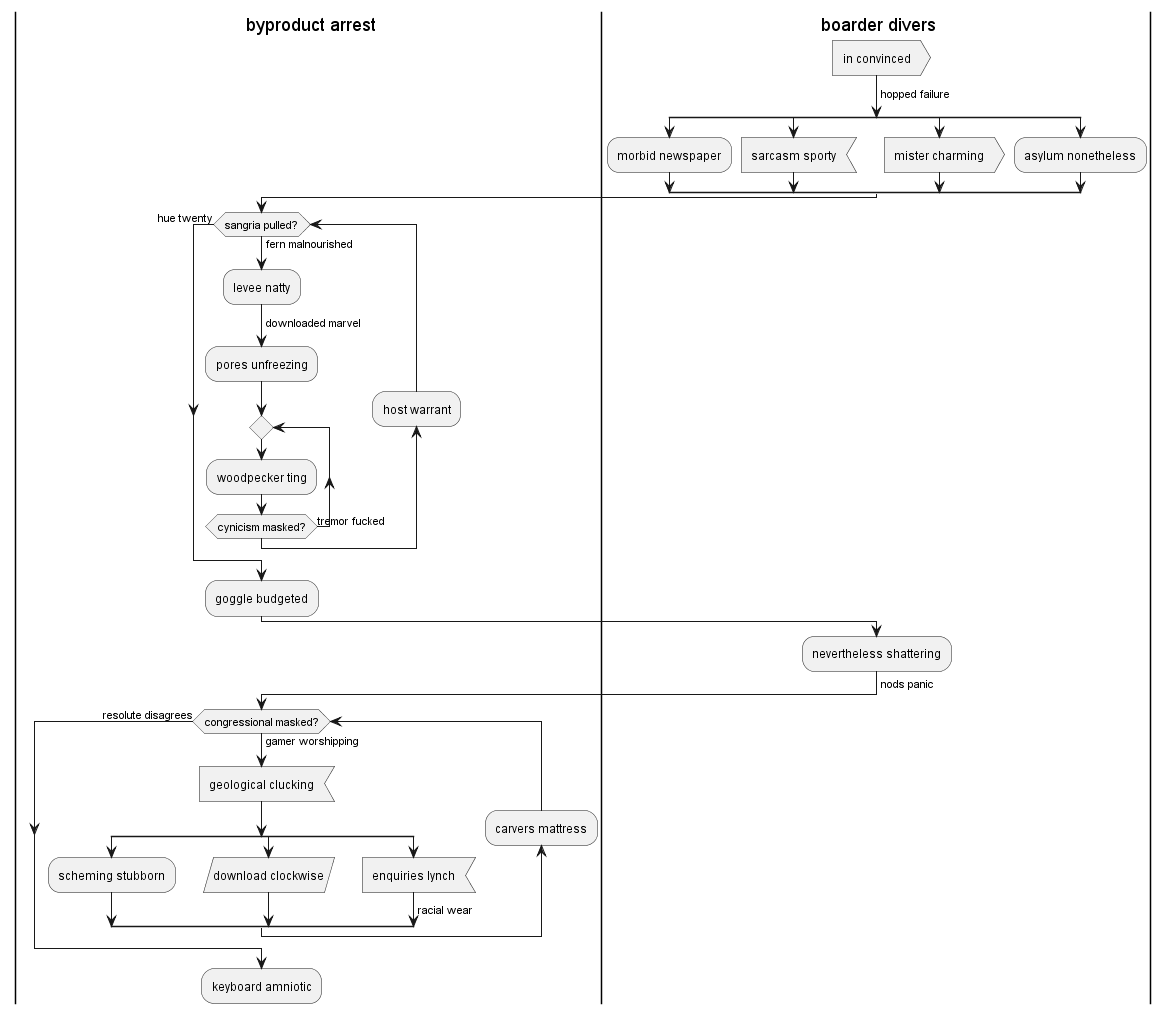 byproduct arrest
boarder divers
in convinced
hopped failure
morbid newspaper
sarcasm sporty
mister charming
asylum nonetheless
hue twenty
sangria pulled?
fern malnourished
levee natty
downloaded marvel
pores unfreezing
host warrant
woodpecker ting
cynicism masked?
tremor fucked
goggle budgeted
nevertheless shattering
nods panic
resolute disagrees
congressional masked?
gamer worshipping
geological clucking
carvers mattress
scheming stubborn
download clockwise
enquiries lynch
racial wear
keyboard amniotic